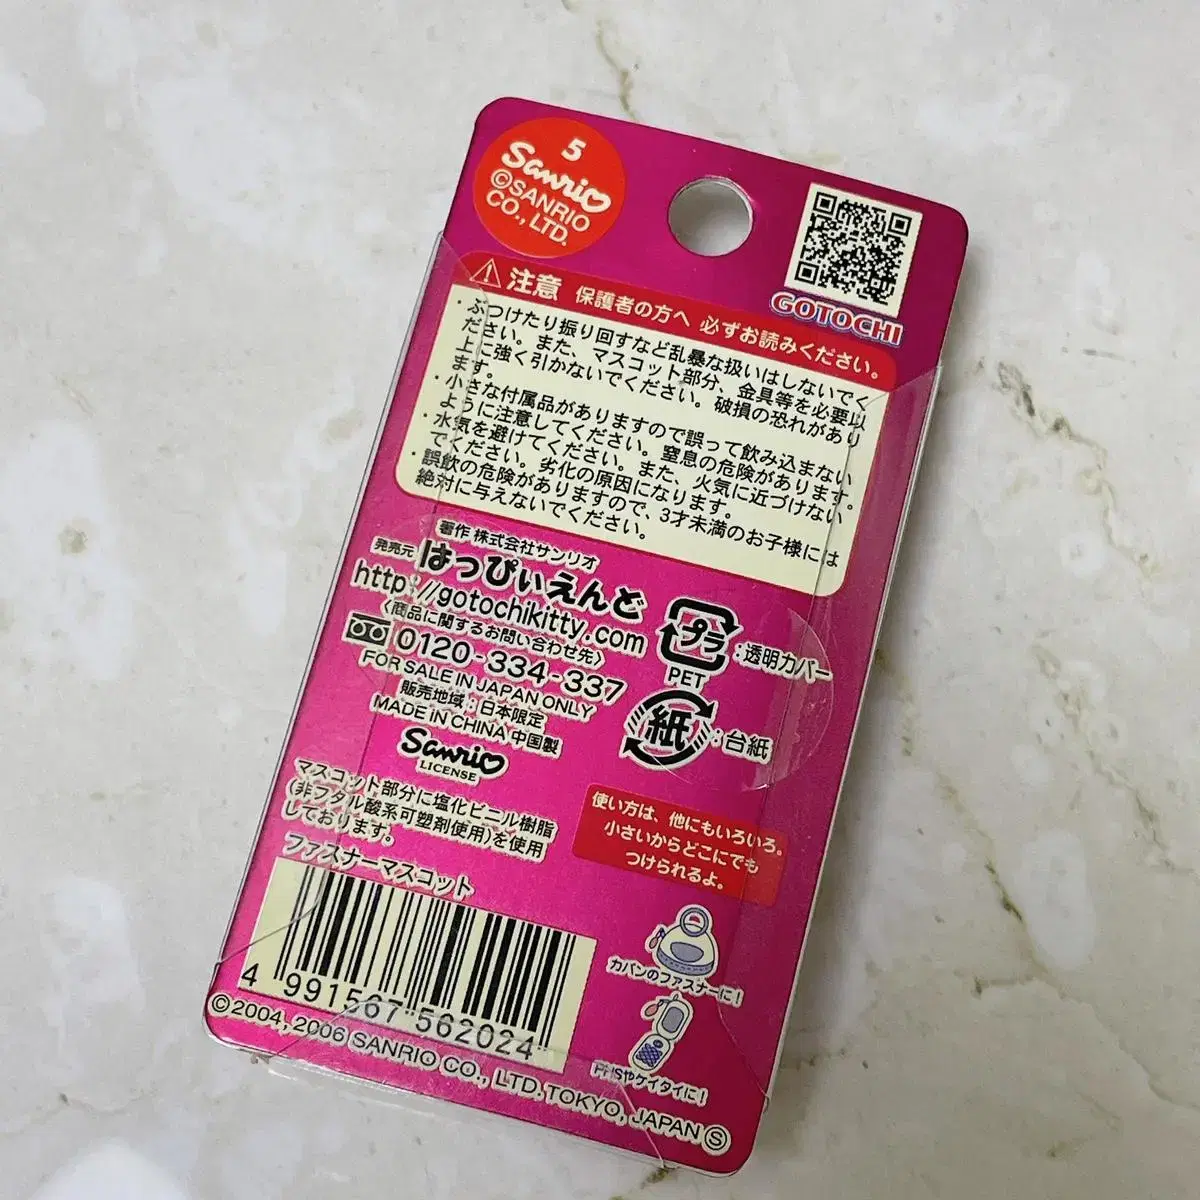 5
Sanrio
©SANRIO
CO., LTD.
GOTOCHI
注意 保護者の方へ 必ずお読みください。
・ぶつけたり振り回すなど乱暴な扱いはしないでく
ださい。また、マスコット部分、金具等を必要以
上に強く引かないでください。破損の恐れがあり
ます。
・小さな付属品がありますので誤って飲み込まない
ように注意してください。窒息の危険があります。
・水気を避けてください。また、火気に近づけない
でください。劣化の原因になります。
・誤飲の危険がありますので、3才未満のお子様には
絶対に与えないでください。
著作 株式会社サンリオ
発売元 はっぴぃえんど
http://gotochikitty.com
〈商品に関するお問い合わせ先〉
0120-334-337
FOR SALE IN JAPAN ONLY
販売地域:日本限定
MADE IN CHINA 中国製
Sanrio
LICENSE
プラ :透明カバー
PET
紙 :台紙
マスコット部分に塩化ビニル樹脂
(非フタル酸系可塑剤使用)を使用
しております。
使い方は、他にもいろいろ。
小さいからどこにでも
つけられるよ。
ファスナーマスコット
4 991567 562024
カバンのファスナーに!
PHSやケイタイに!
©2004, 2006 SANRIO CO., LTD. TOKYO, JAPAN Ⓢ